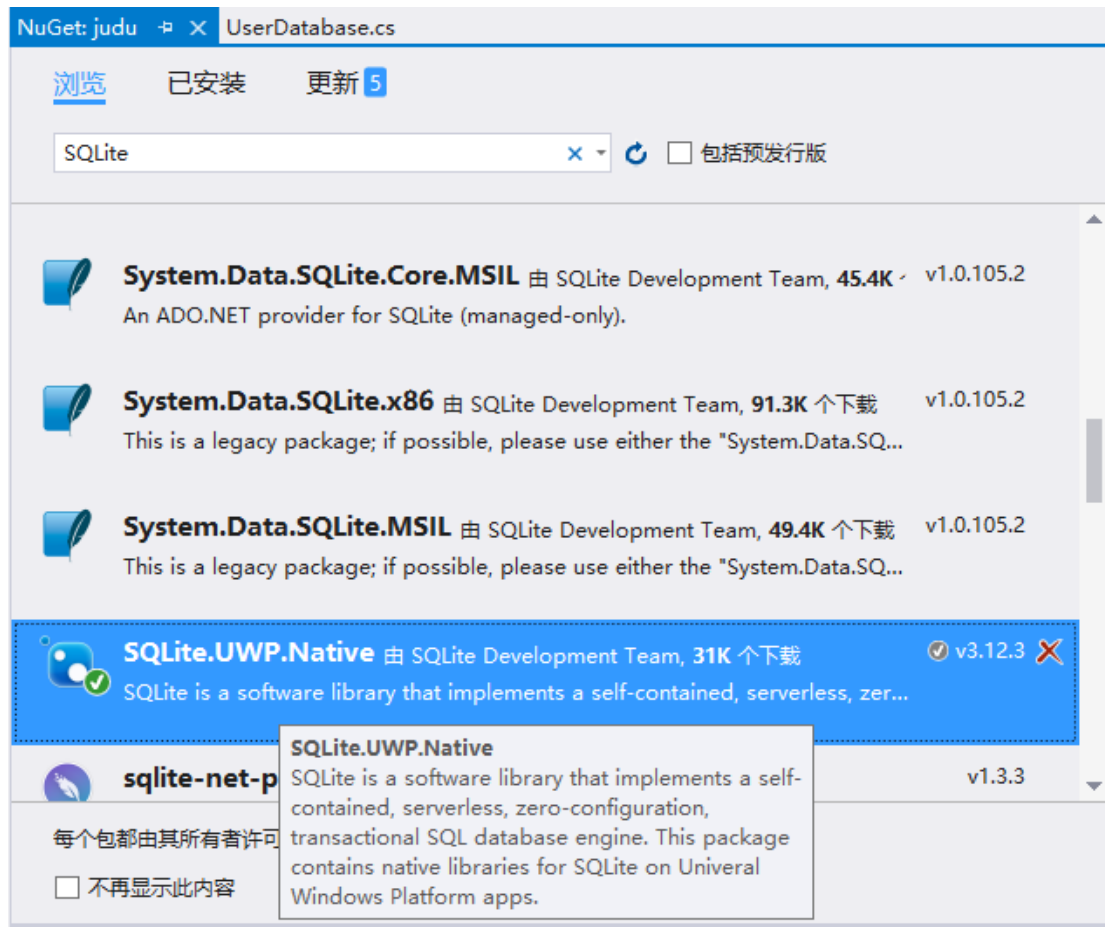 NuGet: judu UserDatabase.cs
浏览 已安装 更新 5
SQLite 包括预发行版
System.Data.SQLite.Core.MSIL 由 SQLite Development Team, 45.4K v1.0.105.2
An ADO.NET provider for SQLite (managed-only).
System.Data.SQLite.x86 由 SQLite Development Team, 91.3K 个下载 v1.0.105.2
This is a legacy package; if possible, please use either the "System.Data.SQ...
System.Data.SQLite.MSIL 由 SQLite Development Team, 49.4K 个下载 v1.0.105.2
This is a legacy package; if possible, please use either the "System.Data.SQ...
SQLite.UWP.Native 由 SQLite Development Team, 31K 个下载 v3.12.3
SQLite is a software library that implements a self-contained, serverless, zer...
sqlite-net-p v1.3.3
每个包都由其所有者许可
不再显示此内容
SQLite.UWP.Native
SQLite is a software library that implements a self-
contained, serverless, zero-configuration,
transactional SQL database engine. This package
contains native libraries for SQLite on Univeral
Windows Platform apps.